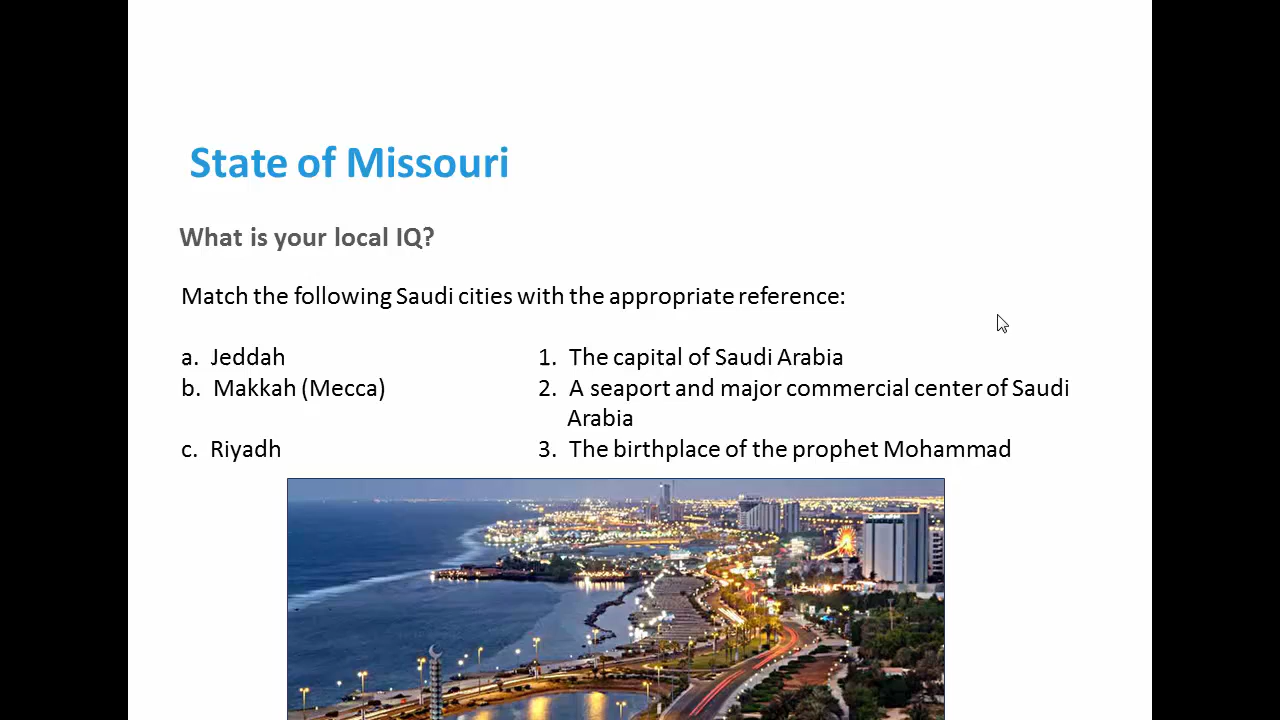 State of Missouri
What is your local IQ?
Match the following Saudi cities with the appropriate reference:
a. Jeddah 1. The capital of Saudi Arabia
b. Makkah (Mecca) 2. A seaport and major commercial center of Saudi
Arabia
c. Riyadh 3. The birthplace of the prophet Mohammad